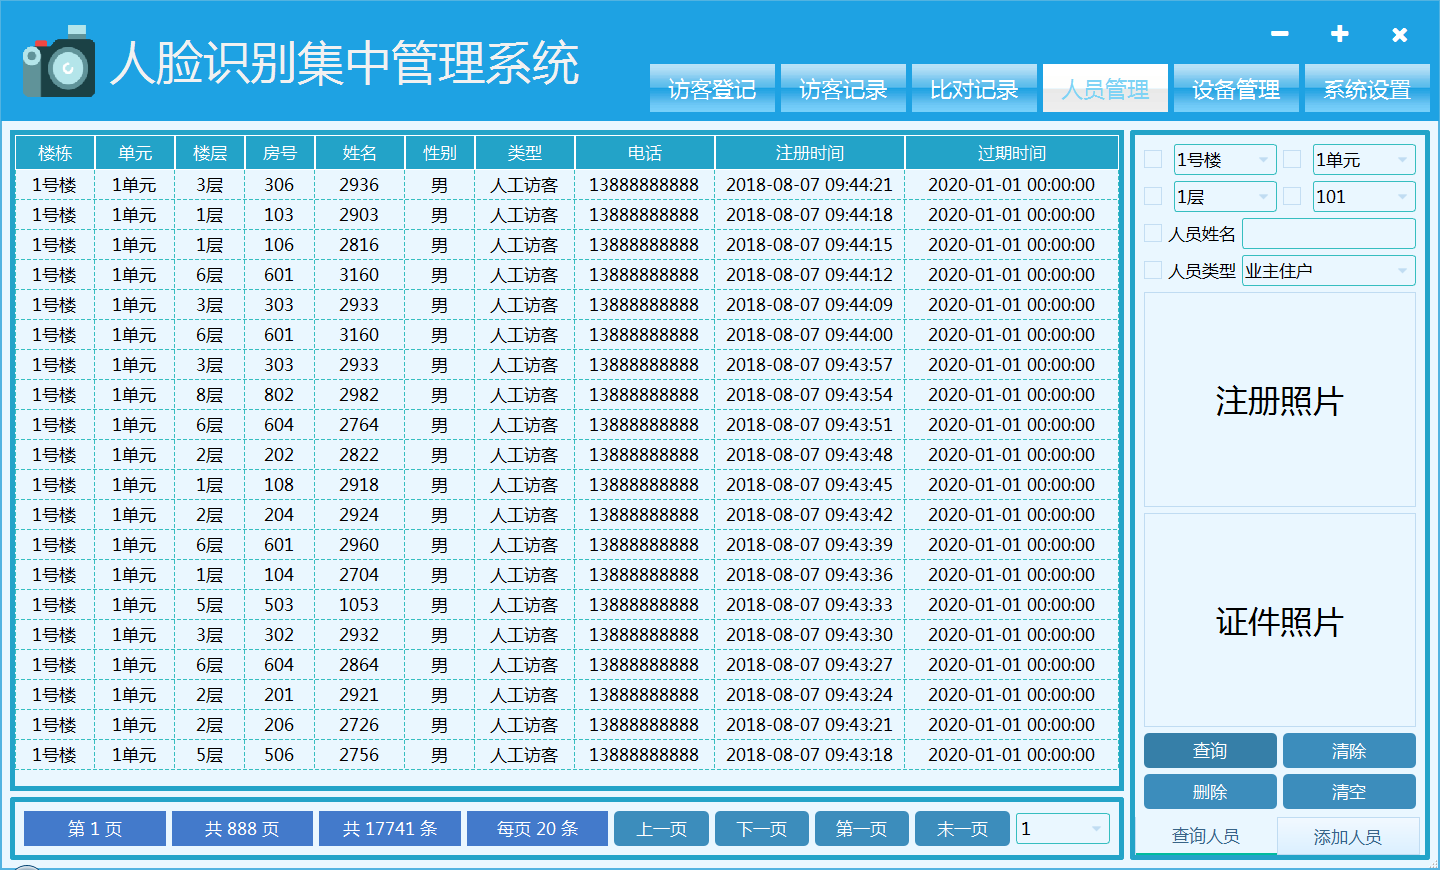 人脸识别集中管理系统
访客登记 访客记录 比对记录 人员管理 设备管理 系统设置
楼栋 单元 楼层 房号 姓名 性别 类型 电话 注册时间 过期时间
1号楼 1单元 3层 306 2936 男 人工访客 13888888888 2018-08-07 09:44:21 2020-01-01 00:00:00
1号楼 1单元 1层 103 2903 男 人工访客 13888888888 2018-08-07 09:44:18 2020-01-01 00:00:00
1号楼 1单元 1层 106 2816 男 人工访客 13888888888 2018-08-07 09:44:15 2020-01-01 00:00:00
1号楼 1单元 6层 601 3160 男 人工访客 13888888888 2018-08-07 09:44:12 2020-01-01 00:00:00
1号楼 1单元 3层 303 2933 男 人工访客 13888888888 2018-08-07 09:44:09 2020-01-01 00:00:00
1号楼 1单元 6层 601 3160 男 人工访客 13888888888 2018-08-07 09:44:00 2020-01-01 00:00:00
1号楼 1单元 3层 303 2933 男 人工访客 13888888888 2018-08-07 09:43:57 2020-01-01 00:00:00
1号楼 1单元 8层 802 2982 男 人工访客 13888888888 2018-08-07 09:43:54 2020-01-01 00:00:00
1号楼 1单元 6层 604 2764 男 人工访客 13888888888 2018-08-07 09:43:51 2020-01-01 00:00:00
1号楼 1单元 2层 202 2822 男 人工访客 13888888888 2018-08-07 09:43:48 2020-01-01 00:00:00
1号楼 1单元 1层 108 2918 男 人工访客 13888888888 2018-08-07 09:43:45 2020-01-01 00:00:00
1号楼 1单元 2层 204 2924 男 人工访客 13888888888 2018-08-07 09:43:42 2020-01-01 00:00:00
1号楼 1单元 6层 601 2960 男 人工访客 13888888888 2018-08-07 09:43:39 2020-01-01 00:00:00
1号楼 1单元 1层 104 2704 男 人工访客 13888888888 2018-08-07 09:43:36 2020-01-01 00:00:00
1号楼 1单元 5层 503 1053 男 人工访客 13888888888 2018-08-07 09:43:33 2020-01-01 00:00:00
1号楼 1单元 3层 302 2932 男 人工访客 13888888888 2018-08-07 09:43:30 2020-01-01 00:00:00
1号楼 1单元 6层 604 2864 男 人工访客 13888888888 2018-08-07 09:43:27 2020-01-01 00:00:00
1号楼 1单元 2层 201 2921 男 人工访客 13888888888 2018-08-07 09:43:24 2020-01-01 00:00:00
1号楼 1单元 2层 206 2726 男 人工访客 13888888888 2018-08-07 09:43:21 2020-01-01 00:00:00
1号楼 1单元 5层 506 2756 男 人工访客 13888888888 2018-08-07 09:43:18 2020-01-01 00:00:00
第 1 页 共 888 页 共 17741 条 每页 20 条 上一页 下一页 第一页 末一页 1
1号楼 1单元
1层 101
人员姓名
人员类型 业主住户
注册照片
证件照片
查询 清除
删除 清空
查询人员 添加人员